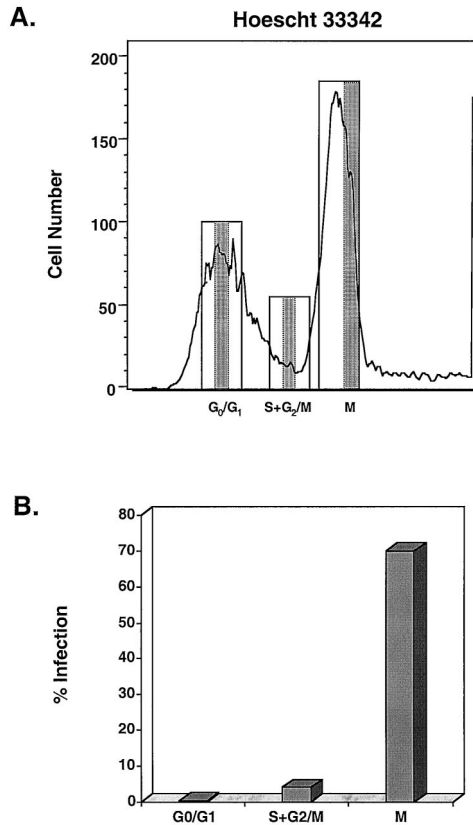 A.
Hoescht 33342
Cell Number
200
150
100
50
0
G₀/G₁ S+G₂/M M
B.
% Infection
80
70
60
50
40
30
20
10
0
G0/G1 S+G2/M M